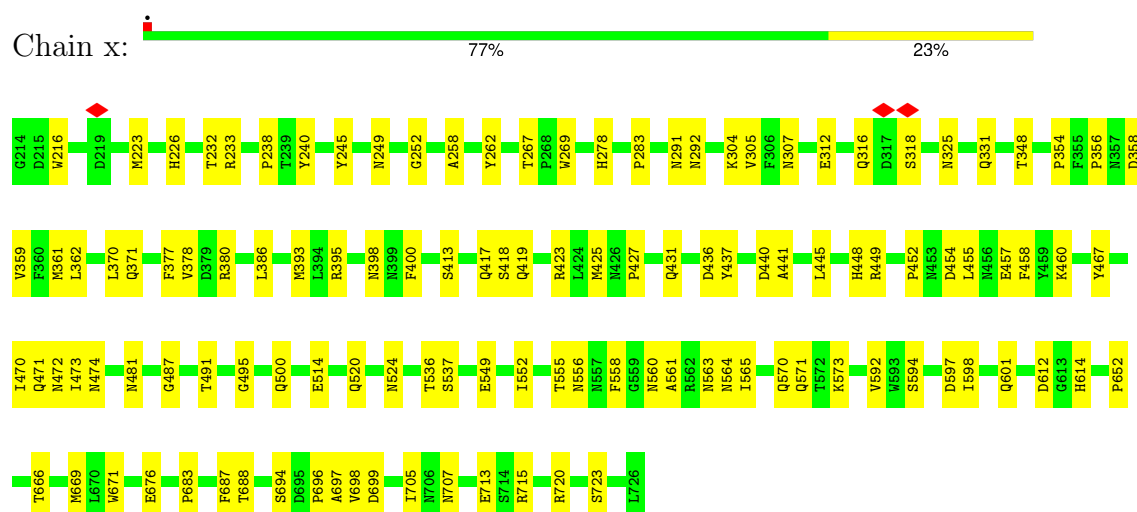 Chain x:
77%
23%
G214 D215 W216 D219 M223 H226 T232 R233 P238 T239 Y240 Y245 N249 G252 A258 Y262 T267 P268 W269 H278 P283 N291 N292 K304 V305 F306 N307 E312 Q316 D317 S318 N325 Q331 T348 P354 F355 P356 N357 D358
V359 F360 M361 L362 L370 Q371 F377 V378 D379 R380 L386 M393 L394 R395 N398 N399 F400 S413 Q417 S418 Q419 R423 L424 M425 N426 P427 Q431 D436 Y437 D440 A441 L445 H448 R449 P452 N453 D454 L455 N456 E457 F458 Y459 K460 Y467
I470 Q471 N472 I473 N474 N481 G487 T491 G495 Q500 E514 Q520 N524 T536 S537 E549 I552 T555 N556 N557 F558 G559 N560 A561 R562 N563 N564 I565 Q570 Q571 T572 K573 V592 W593 S594 D597 I598 Q601 D612 G613 H614 P652
T666 M669 L670 W671 E676 P683 F687 T688 S694 D695 P696 A697 V698 D699 I705 N706 N707 E713 S714 R715 R720 S723 L726